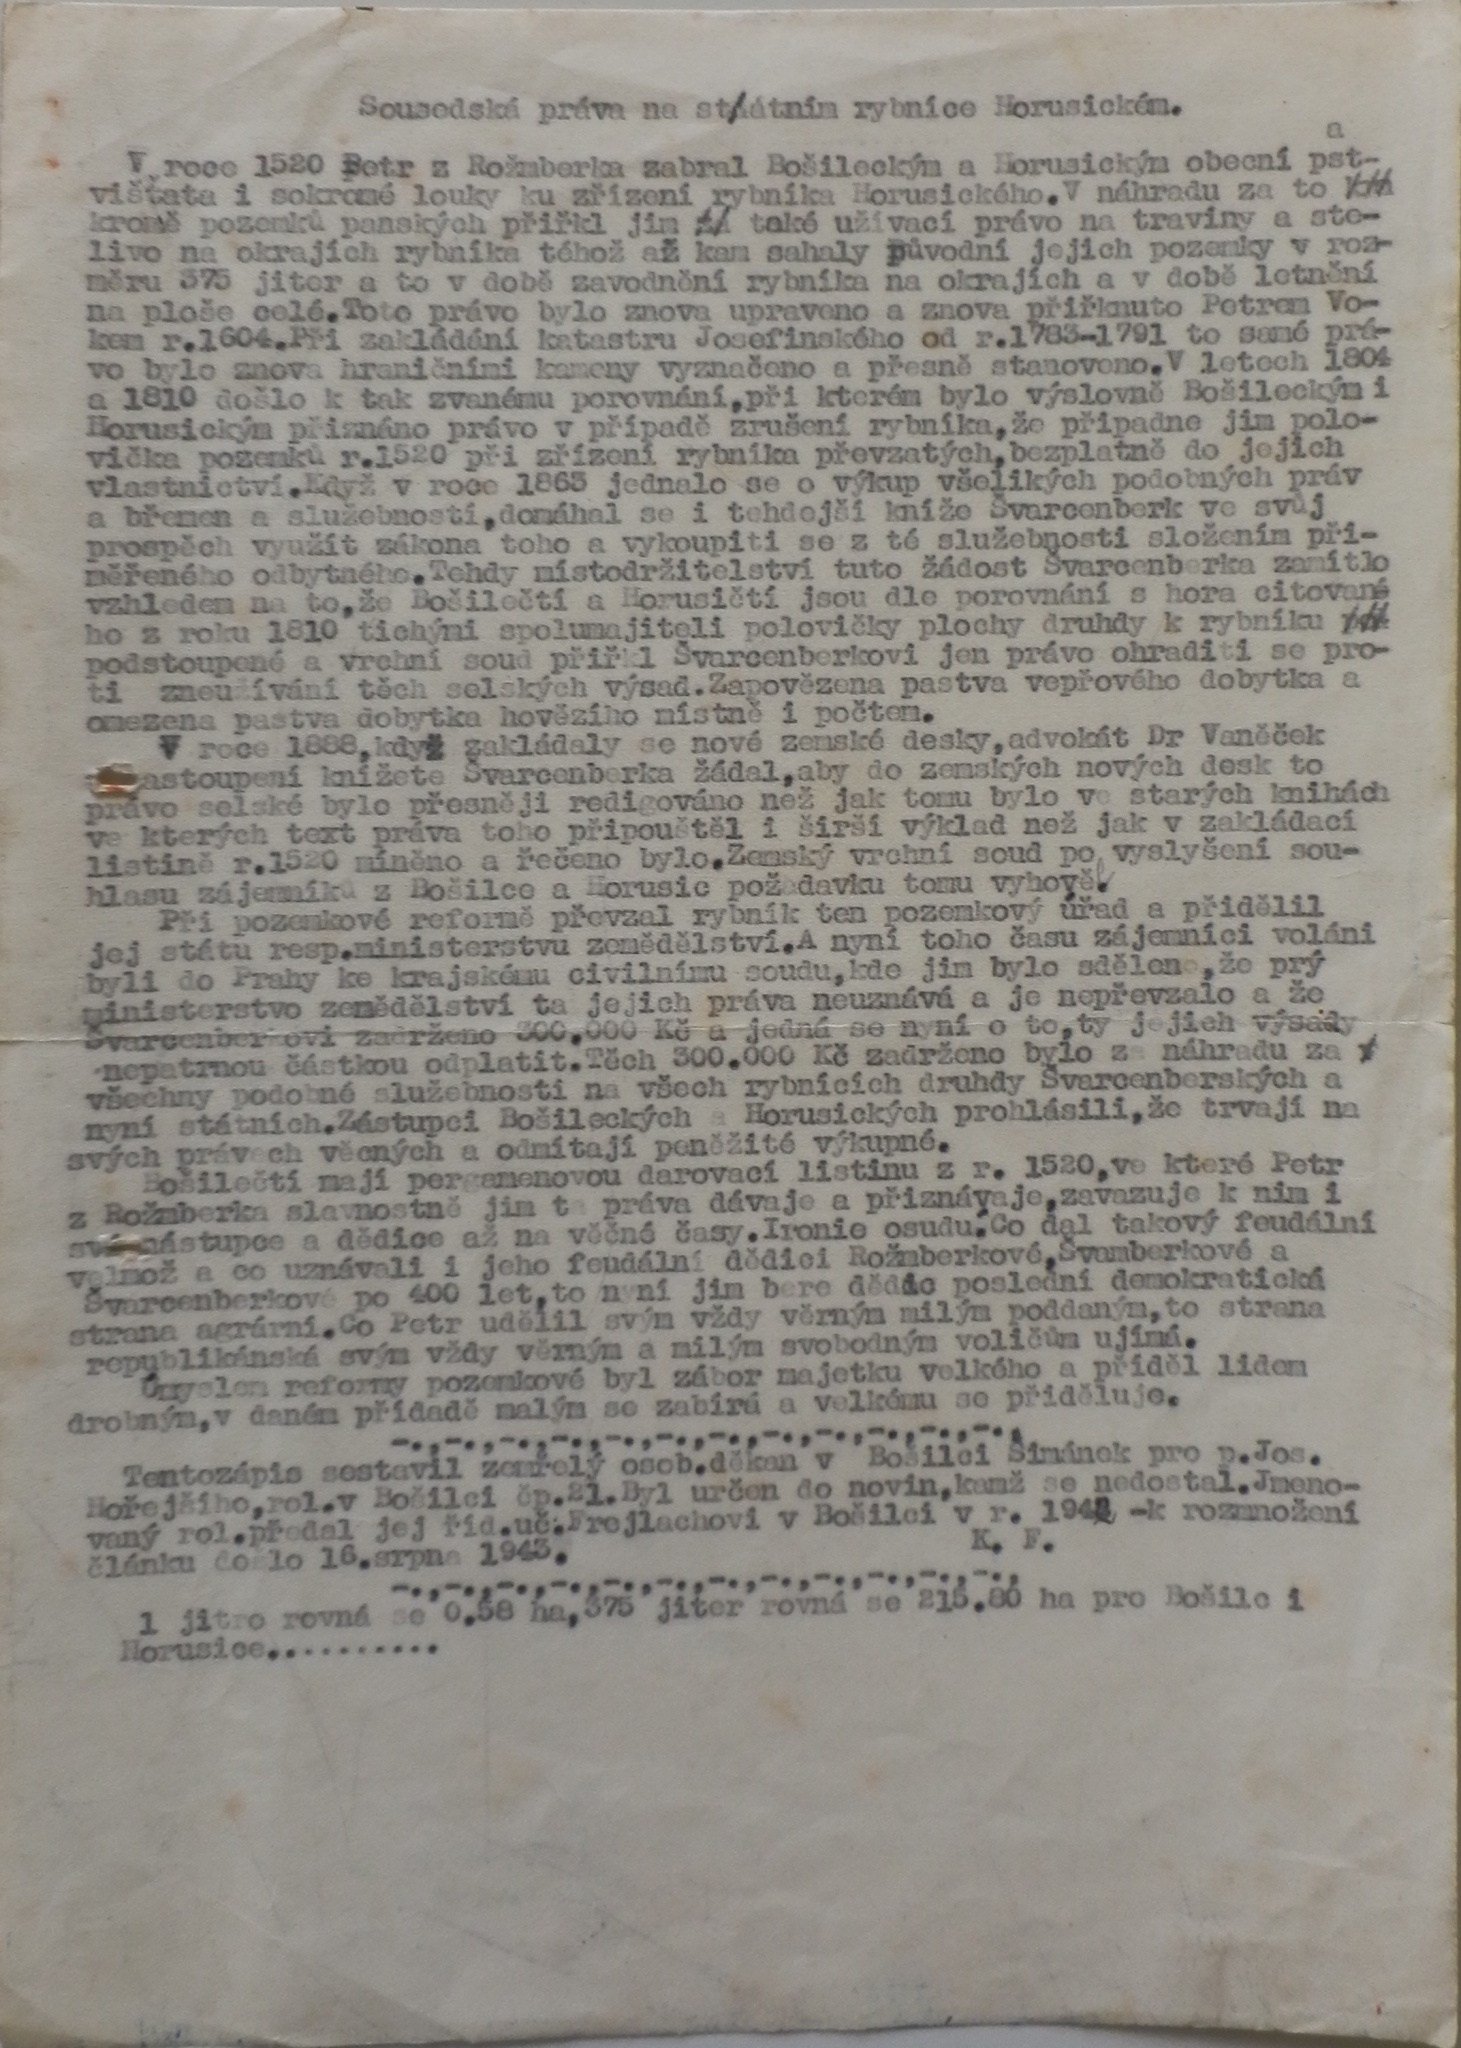 Sousedská práva na státním rybníce Horusickém.
a
V roce 1520 Petr z Rožmberka zabral Bošileckým a Horusickým obecní pst-
vištata i sokromé louky ku zřízení rybníka Horusického.V náhradu za to
kromě pozemků panských přiřkl jim také užívací právo na traviny a ste-
livo na okrajích rybníka téhož až kam sahaly původní jejich pozemky v roz-
měru 375 jiter a to v době zavodnění rybníka na okrajích a v době letnění
na ploše celé.Toto právo bylo znova upraveno a znova přiřknuto Petrem Vo-
kem r.1604.Při zakládání katastru Josefinského od r.1783-1791 to samé prá-
vo bylo znova hraničními kameny vyznačeno a přesně stanoveno.V letech 1804
a 1810 došlo k tak zvanému porovnání,při kterém bylo výslovně Bošileckým i
Horusickým přiznáno právo v případě zrušení rybníka,že připadne jim polo-
vička pozemků r.1520 při zřízení rybníka převzatých,bezplatně do jejich
vlastnictví.Když v roce 1863 jednalo se o výkup všelikých podobných práv
a břemen a služebností,domáhal se i tehdejší kníže Švarcenberk ve svůj
prospěch využít zákona toho a vykoupiti se z té služebnosti složením při-
měřeného odbytného.Tehdy místodržitelství tuto žádost Švarcenberka zamítlo
vzhledem na to,že Bošilečtí a Horusičtí jsou dle porovnání s hora citované
ho z roku 1810 tichými spolumajiteli polovičky plochy druhdy k rybníku
podstoupené a vrchní soud přiřkl Švarcenberkovi jen právo ohraditi se pro-
ti zneužívání těch selských výsad.Zapovězena pastva vepřového dobytka a
omezena pastva dobytka hovězího místně i počtem.
V roce 1888,když zakládaly se nové zemské desky,advokát Dr Vaněček
astoupení knížete Švarcenberka žádal,aby do zemských nových desk to
právo selské bylo přesněji redigováno než jak tomu bylo ve starých knihách
ve kterých text práva toho připouštěl i širší výklad než jak v zakládací
listině r.1520 míněno a řečeno bylo.Zemský vrchní soud po vyslyšení sou-
hlasu zájemníků z Bošilce a Horusic požadavku tomu vyhověl.
Při pozemkové reformě převzal rybník ten pozemkový úřad a přidělil
jej státu resp.ministerstvu zemědělství.A nyní toho času zájemníci voláni
byli do Prahy ke krajskému civilnímu soudu,kde jim bylo sděleno,že prý
ministerstvo zemědělství ta jejich práva neuznává a je nepřevzalo a že
Švarcenberkovi zadrženo 300.000 Kč a jedná se nyní o to,ty jejich výsady
nepatrnou částkou odplatit.Těch 300.000 Kč zadrženo bylo za náhradu za
všechny podobné služebnosti na všech rybnících druhdy Švarcenberských a
nyní státních.Zástupci Bošileckých a Horusických prohlásili,že trvají na
svých právech věcných a odmítají peněžité výkupné.
Bošilečtí mají pergamenovou darovací listinu z r. 1520,ve které Petr
z Rožmberka slavnostně jim ta práva dávaje a přiznávaje,zavazuje k nim i
své nástupce a dědice až na věčné časy.Ironie osudu.Co dal takový feudální
velmož a co uznávali i jeho feudální dědici Rožmberkové,Švamberkové a
Švarcenberkové po 400 let,to nyní jim bere dědic poslední demokratická
strana agrární.Co Petr udělil svým vždy věrným milým poddaným,to strana
republikánská svým vždy věrným a milým svobodným voličům ujímá.
Úmyslem reformy pozemkové byl zábor majetku velkého a příděl lidem
drobným,v daném přídadě malým se zabírá a velkému se přiděluje.
-.,-.,-.,-.,-.,-.,-.,-.,-.,-.,-.,-.,
Tentozápis sestavil zemřelý osob.děkan v Bošilci Šimánek pro p.Jos.
Hořejšího,rol.v Bošilci čp.21.Byl určen do novin,kamž se nedostal.Jmeno-
vaný rol.předal jej říd.uč.Frejlachovi v Bošilci v r. 1942 -k rozmnožení
článku došlo 16.srpna 1943. K. F.
-.,-.,-.,-.,-.,-.,-.,-.,-.,-.,-.,-.,
1 jitro rovná se 0.58 ha,375 jiter rovná se 215.80 ha pro Bošilc i
Horusice..........